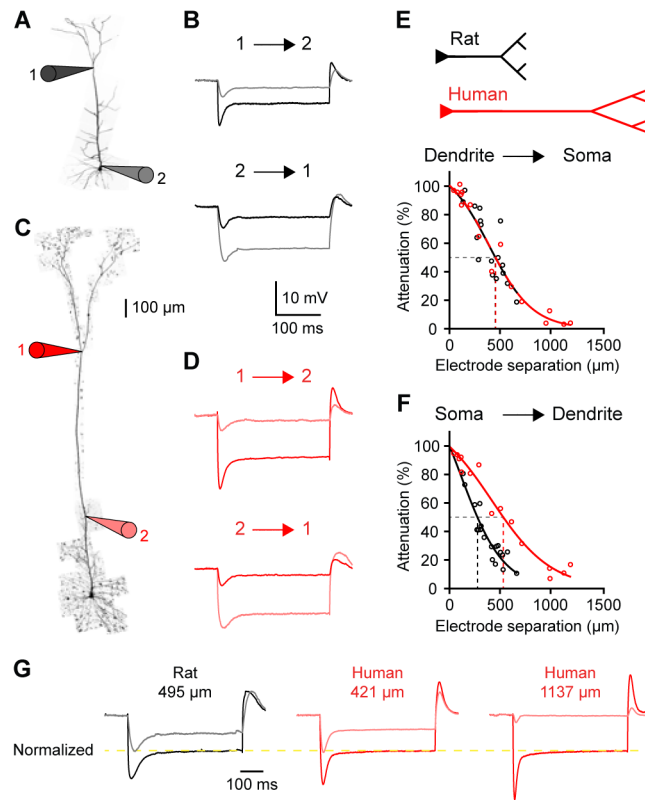 A
1
2
B
1 → 2
2 → 1
10 mV
100 ms
C
100 µm
1
2
D
1 → 2
2 → 1
E
Rat
Human
Dendrite → Soma
Attenuation (%)
100
80
60
40
20
0
0 500 1000 1500
Electrode separation (µm)
F
Soma → Dendrite
Attenuation (%)
100
80
60
40
20
0
0 500 1000 1500
Electrode separation (µm)
G
Rat
495 µm
Human
421 µm
Human
1137 µm
Normalized
100 ms